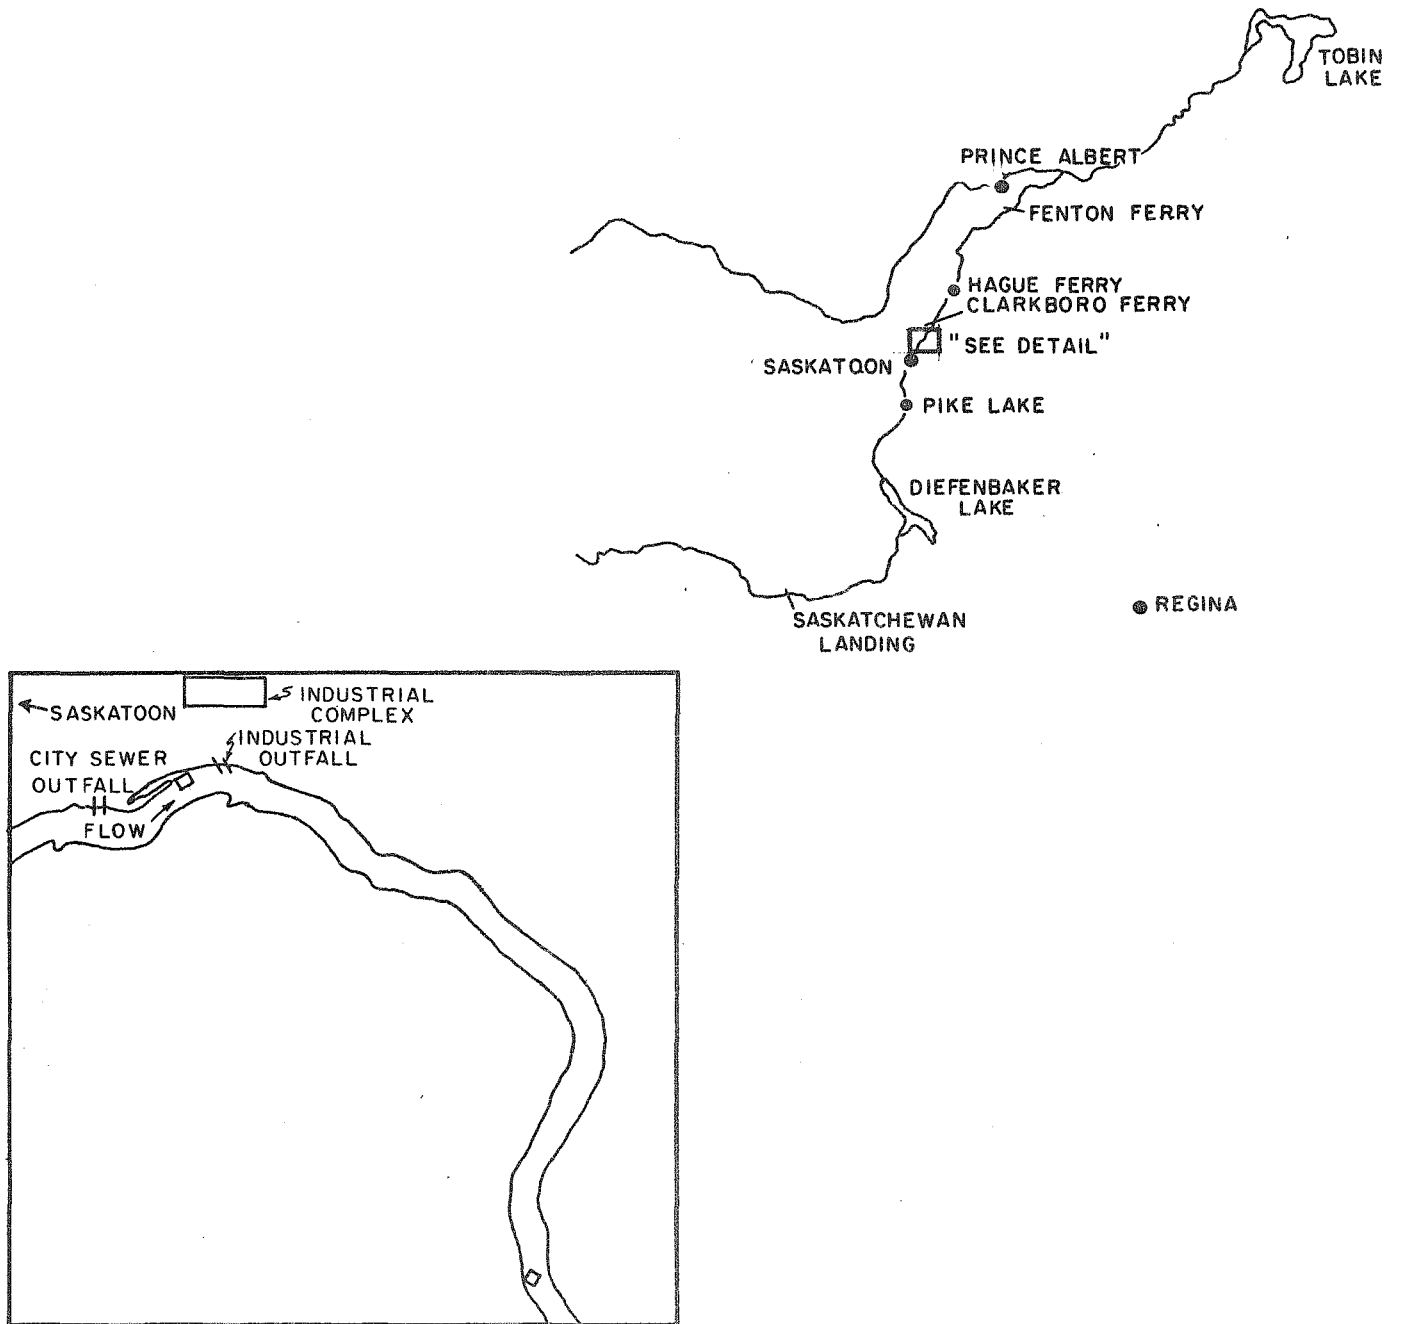 TOBIN
LAKE
PRINCE ALBERT
FENTON FERRY
HAGUE FERRY
CLARKBORO FERRY
"SEE DETAIL"
SASKATOON
PIKE LAKE
DIEFENBAKER
LAKE
REGINA
SASKATCHEWAN
LANDING
SASKATOON
INDUSTRIAL
COMPLEX
INDUSTRIAL
OUTFALL
CITY SEWER
OUTFALL
FLOW